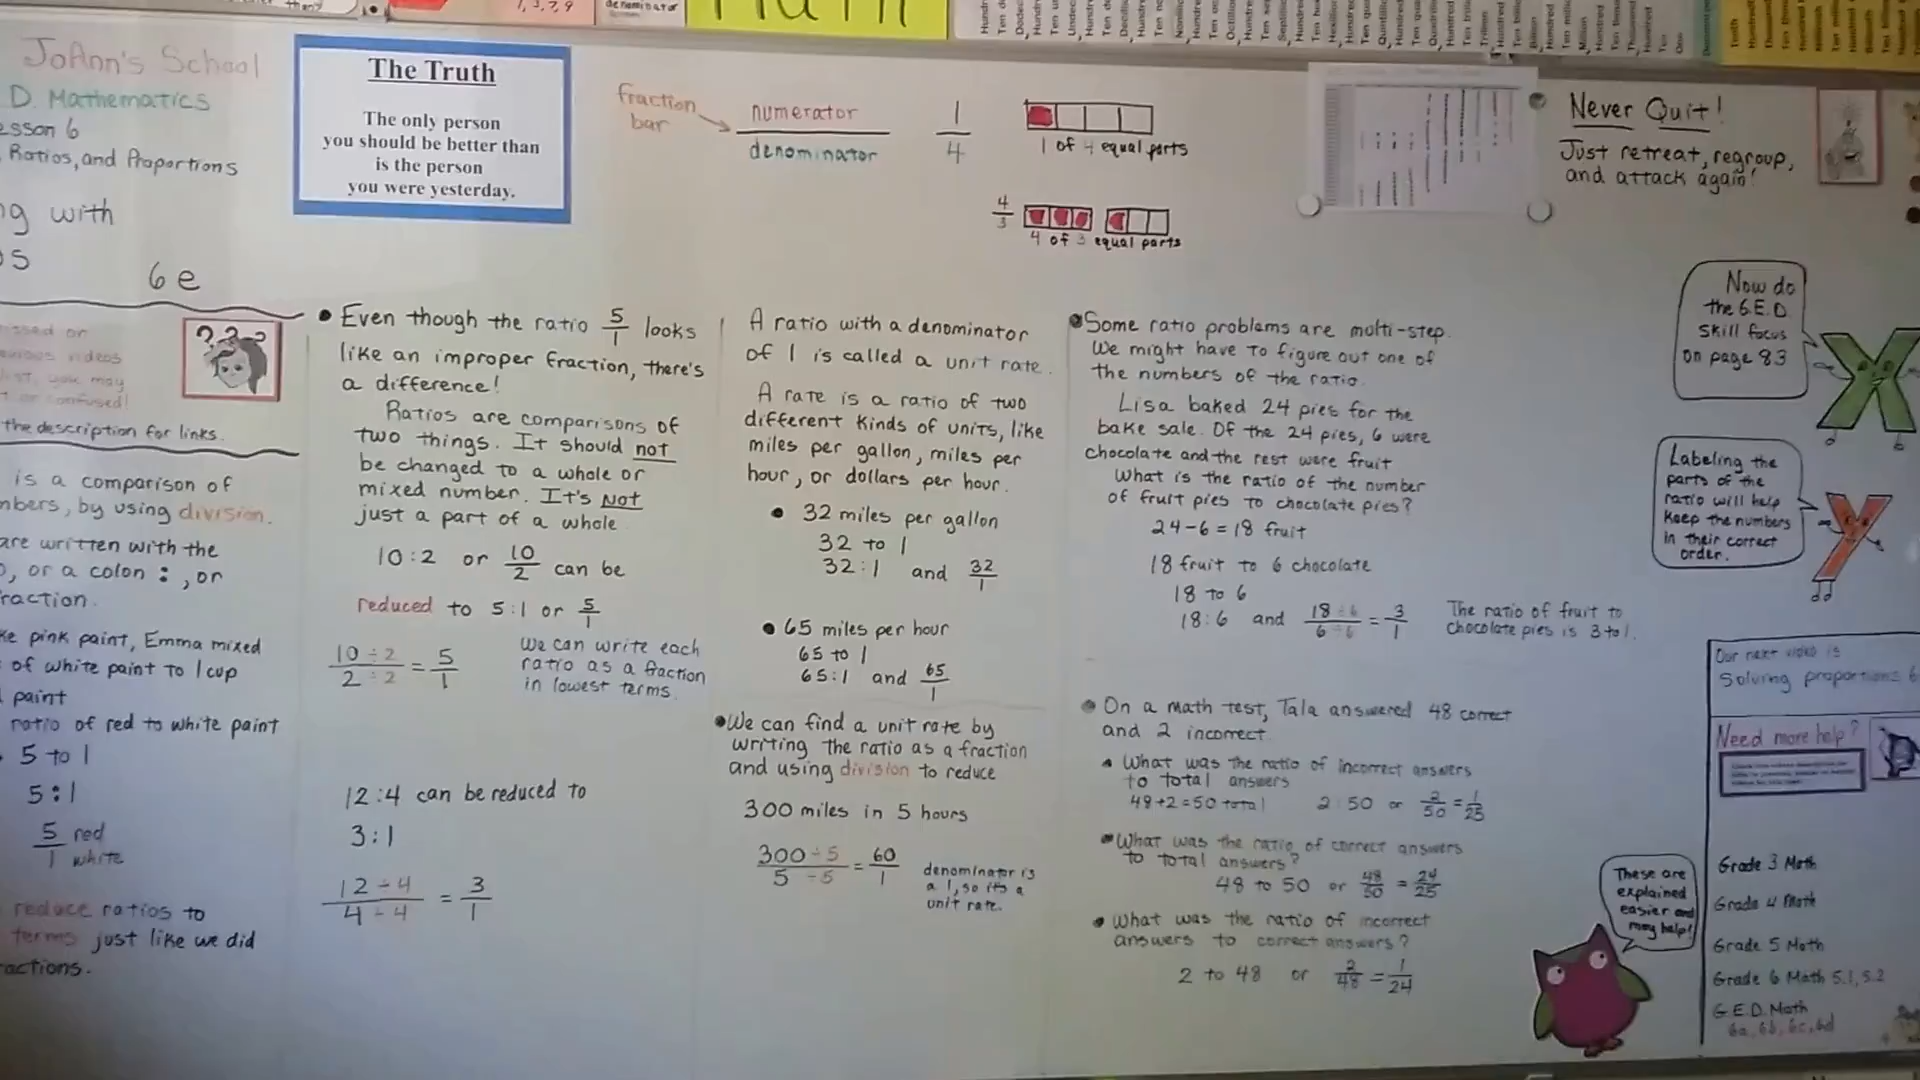 1, 3, 7, 9
denominator
Math
JoAnn's School
D. Mathematics
esson 6
Ratios, and Proportions
ng with
os
6e
The Truth
The only person
you should be better than
is the person
you were yesterday.
fraction
bar
numerator
denominator
1/4
1 of 4 equal parts
4/3
4 of 3 equal parts
Never Quit!
Just retreat, regroup,
and attack again!
the description for links.
is a comparison of
mbers, by using division.
are written with the
o, or a colon : , or
raction.
ke pink paint, Emma mixed
of white paint to 1 cup
paint
ratio of red to white paint
5 to 1
5:1
5/1 red
white
reduce ratios to
terms just like we did
actions.
• Even though the ratio 5/1 looks
like an improper fraction, there's
a difference!
Ratios are comparisons of
two things. It should not
be changed to a whole or
mixed number. It's not
just a part of a whole
10:2 or 10/2 can be
reduced to 5:1 or 5/1
10 ÷ 2 / 2 ÷ 2 = 5/1
We can write each
ratio as a fraction
in lowest terms.
12:4 can be reduced to
3:1
12 ÷ 4 / 4 ÷ 4 = 3/1
A ratio with a denominator
of 1 is called a unit rate.
A rate is a ratio of two
different kinds of units, like
miles per gallon, miles per
hour, or dollars per hour.
• 32 miles per gallon
32 to 1
32:1 and 32/1
• 65 miles per hour
65 to 1
65:1 and 65/1
• We can find a unit rate by
writing the ratio as a fraction
and using division to reduce
300 miles in 5 hours
300 ÷ 5 / 5 ÷ 5 = 60/1
denominator is
a 1, so it's a
unit rate.
• Some ratio problems are multi-step.
We might have to figure out one of
the numbers of the ratio.
Lisa baked 24 pies for the
bake sale. Of the 24 pies, 6 were
chocolate and the rest were fruit
What is the ratio of the number
of fruit pies to chocolate pies?
24-6=18 fruit
18 fruit to 6 chocolate
18 to 6
18:6 and 18 ÷ 6 / 6 ÷ 6 = 3/1
The ratio of fruit to
chocolate pies is 3 to 1.
• On a math test, Tala answered 48 correct
and 2 incorrect.
• What was the ratio of incorrect answers
to total answers
48+2=50 total 2:50 or 2/50 = 1/25
• What was the ratio of correct answers
to total answers?
48 to 50 or 48/50 = 24/25
• What was the ratio of incorrect
answers to correct answers?
2 to 48 or 2/48 = 1/24
Now do
the G.E.D.
skill focus
on page 83
Labeling the
parts of the
ratio will help
keep the numbers
in their correct
order.
Our next video is
Solving proportions 6
Need more help?
These are
explained
easier and
may help!
Grade 3 Math
Grade 4 Math
Grade 5 Math
Grade 6 Math 5.1, 5.2
G.E.D. Math
6a, 6b, 6c, 6d